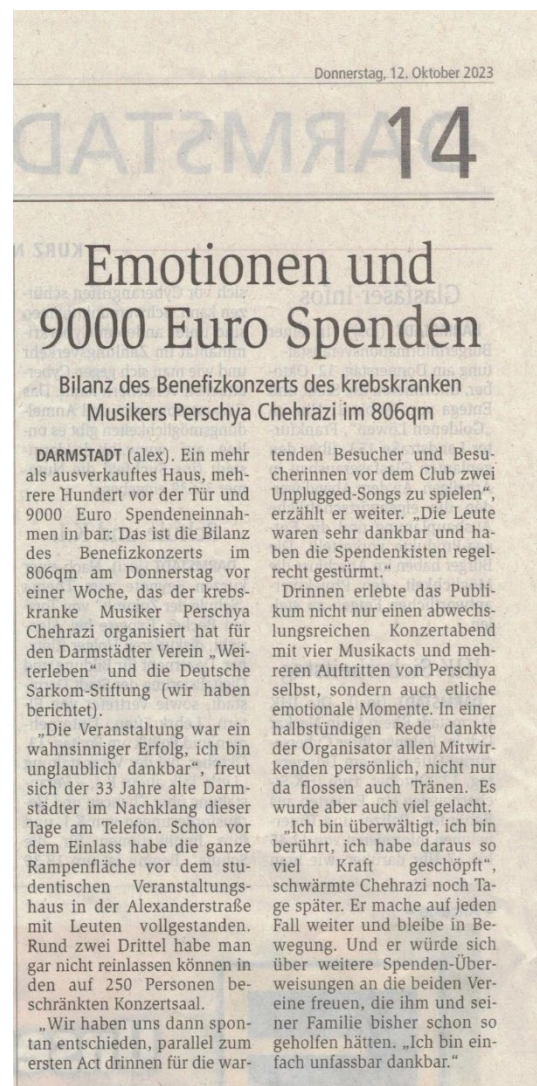 Donnerstag, 12. Oktober 2023
14
Emotionen und
9000 Euro Spenden
Bilanz des Benefizkonzerts des krebskranken
Musikers Perschya Chehrazi im 806qm
DARMSTADT (alex). Ein mehr
als ausverkauftes Haus, meh-
rere Hundert vor der Tür und
9000 Euro Spendeneinnah-
men in bar: Das ist die Bilanz
des Benefizkonzerts im
806qm am Donnerstag vor
einer Woche, das der krebs-
kranke Musiker Perschya
Chehrazi organisiert hat für
den Darmstädter Verein „Wei-
terleben“ und die Deutsche
Sarkom-Stiftung (wir haben
berichtet).
„Die Veranstaltung war ein
wahnsinniger Erfolg, ich bin
unglaublich dankbar“, freut
sich der 33 Jahre alte Darm-
städter im Nachklang dieser
Tage am Telefon. Schon vor
dem Einlass habe die ganze
Rampenfläche vor dem stu-
dentischen Veranstaltungs-
haus in der Alexanderstraße
mit Leuten vollgestanden.
Rund zwei Drittel habe man
gar nicht reinlassen können in
den auf 250 Personen be-
schränkten Konzertsaal.
„Wir haben uns dann spon-
tan entschieden, parallel zum
ersten Act drinnen für die war-
tenden Besucher und Besu-
cherinnen vor dem Club zwei
Unplugged-Songs zu spielen“,
erzählt er weiter. „Die Leute
waren sehr dankbar und ha-
ben die Spendenkisten regel-
recht gestürmt.“
Drinnen erlebte das Publi-
kum nicht nur einen abwechs-
lungsreichen Konzertabend
mit vier Musikacts und meh-
reren Auftritten von Perschya
selbst, sondern auch etliche
emotionale Momente. In einer
halbstündigen Rede dankte
der Organisator allen Mitwir-
kenden persönlich, nicht nur
da flossen auch Tränen. Es
wurde aber auch viel gelacht.
„Ich bin überwältigt, ich bin
berührt, ich habe daraus so
viel Kraft geschöpft“,
schwärmte Chehrazi noch Ta-
ge später. Er mache auf jeden
Fall weiter und bleibe in Be-
wegung. Und er würde sich
über weitere Spenden-Über-
weisungen an die beiden Ver-
eine freuen, die ihm und sei-
ner Familie bisher schon so
geholfen hätten. „Ich bin ein-
fach unfassbar dankbar.“